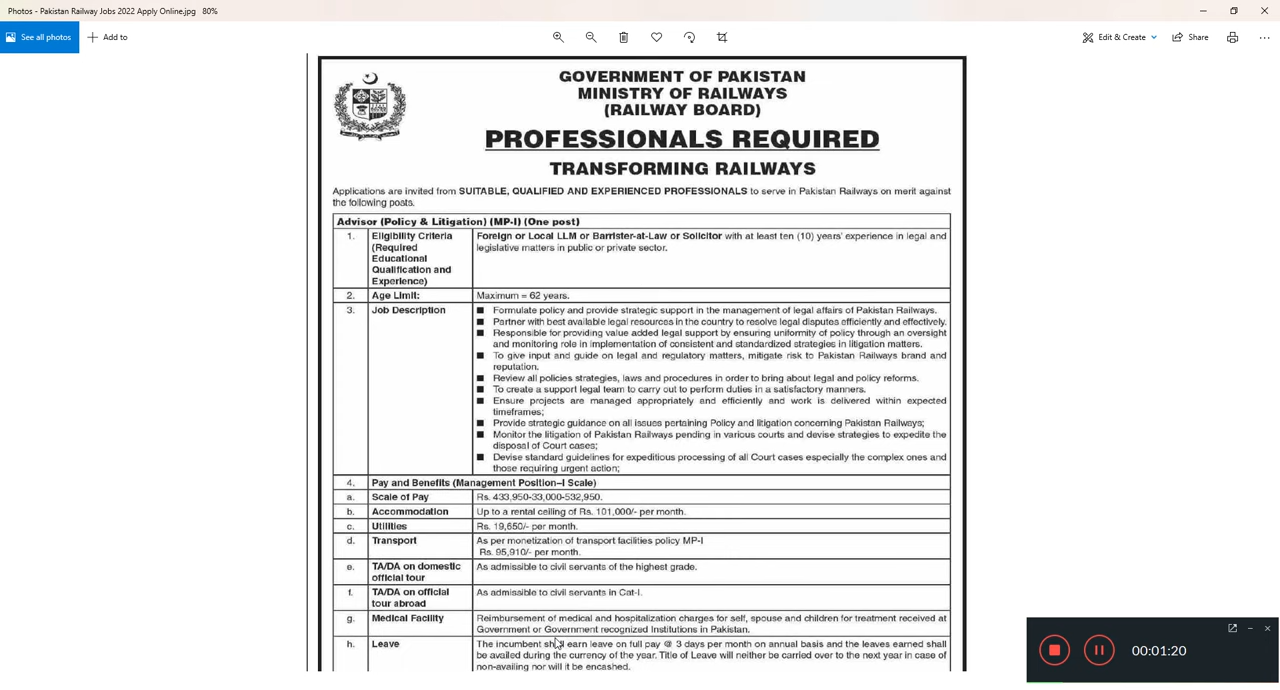 Photos - Pakistan Railway Jobs 2022 Apply Online.jpg 80%
See all photos
Add to
Edit & Create
Share
GOVERNMENT OF PAKISTAN
MINISTRY OF RAILWAYS
(RAILWAY BOARD)
PROFESSIONALS REQUIRED
TRANSFORMING RAILWAYS
Applications are invited from SUITABLE, QUALIFIED AND EXPERIENCED PROFESSIONALS to serve in Pakistan Railways on merit against
the following posts.
Advisor (Policy & Litigation) (MP-I) (One post)
1. Eligibility Criteria
(Required
Educational
Qualification and
Experience)
Foreign or Local LLM or Barrister-at-Law or Solicitor with at least ten (10) years' experience in legal and
legislative matters in public or private sector.
2. Age Limit: Maximum = 62 years.
3. Job Description
■ Formulate policy and provide strategic support in the management of legal affairs of Pakistan Railways.
■ Partner with best available legal resources in the country to resolve legal disputes efficiently and effectively.
■ Responsible for providing value added legal support by ensuring uniformity of policy through an oversight
and monitoring role in implementation of consistent and standardized strategies in litigation matters.
■ To give input and guide on legal and regulatory matters, mitigate risk to Pakistan Railways brand and
reputation.
■ Review all policies strategies, laws and procedures in order to bring about legal and policy reforms.
■ To create a support legal team to carry out to perform duties in a satisfactory manners.
■ Ensure projects are managed appropriately and efficiently and work is delivered within expected
timeframes;
■ Provide strategic guidance on all issues pertaining Policy and litigation concerning Pakistan Railways;
■ Monitor the litigation of Pakistan Railways pending in various courts and devise strategies to expedite the
disposal of Court cases;
■ Devise standard guidelines for expeditious processing of all Court cases especially the complex ones and
those requiring urgent action;
4. Pay and Benefits (Management Position–I Scale)
a. Scale of Pay Rs. 433,950-33,000-532,950.
b. Accommodation Up to a rental ceiling of Rs. 101,000/- per month.
c. Utilities Rs. 19,650/- per month.
d. Transport As per monetization of transport facilities policy MP-I
Rs. 95,910/- per month.
e. TA/DA on domestic
official tour
As admissible to civil servants of the highest grade.
f. TA/DA on official
tour abroad
As admissible to civil servants in Cat-I.
g. Medical Facility Reimbursement of medical and hospitalization charges for self, spouse and children for treatment received at
Government or Government recognized Institutions in Pakistan.
h. Leave The incumbent shall earn leave on full pay @ 3 days per month on annual basis and the leaves earned shall
be availed during the currency of the year. Title of Leave will neither be carried over to the next year in case of
non-availing nor will it be encashed.
00:01:20